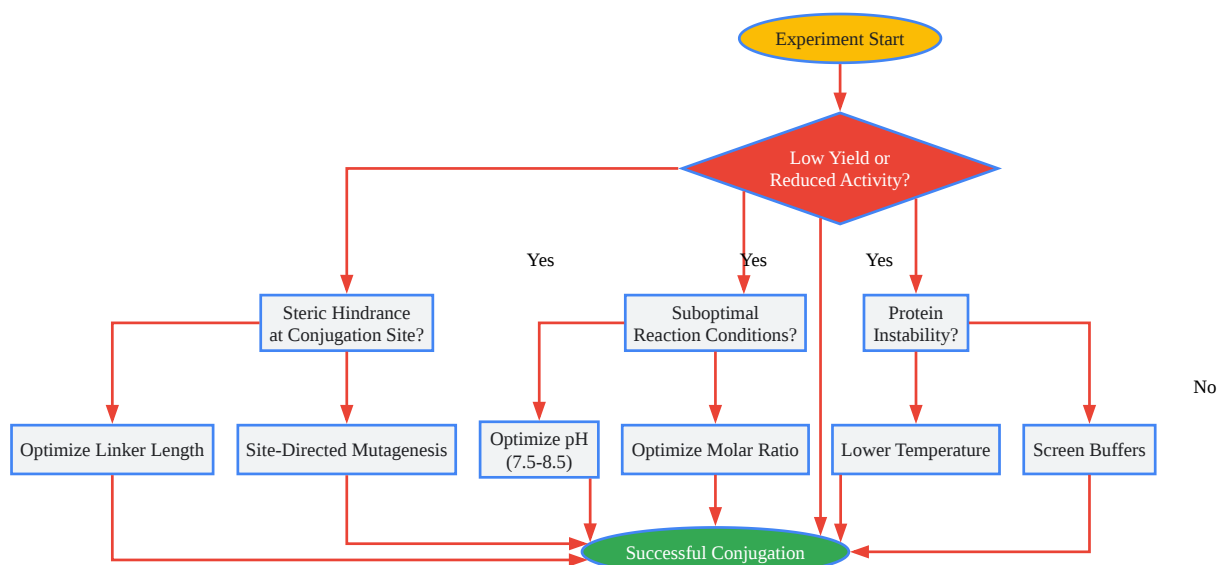 Experiment Start
Low Yield or
Reduced Activity?
Yes
Yes
Yes
Steric Hindrance
at Conjugation Site?
Suboptimal
Reaction Conditions?
Protein
Instability?
No
Optimize Linker Length
Site-Directed Mutagenesis
Optimize pH
(7.5-8.5)
Optimize Molar Ratio
Lower Temperature
Screen Buffers
Successful Conjugation